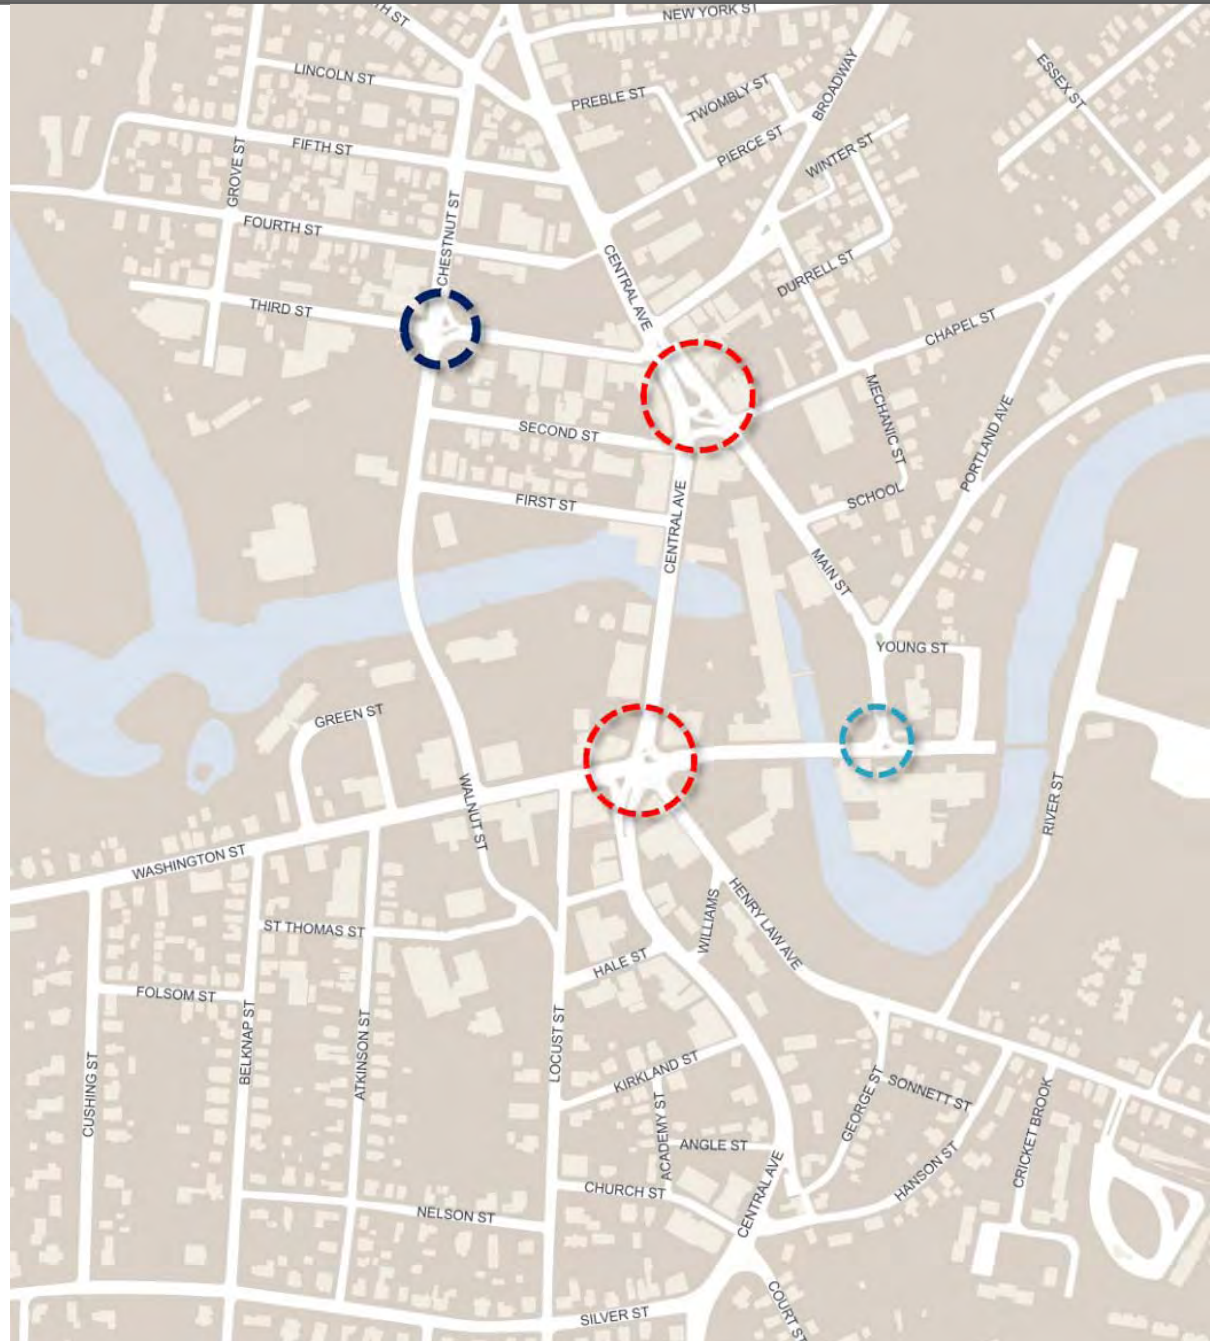 NEW YORK ST
LINCOLN ST
BROADWAY
PREBLE ST
TWOMBLY ST
ESSEX ST
FIFTH ST
PIERCE ST
WINTER ST
GROVE ST
CHESTNUT ST
FOURTH ST
CENTRAL AVE
DURRELL ST
THIRD ST
CHAPEL ST
MECHANIC ST
SECOND ST
PORTLAND AVE
FIRST ST
SCHOOL
CENTRAL AVE
MAIN ST
YOUNG ST
GREEN ST
WALNUT ST
RIVER ST
WASHINGTON ST
WILLIAMS
HENRY LAW AVE
ST THOMAS ST
HALE ST
FOLSOM ST
BELKNAP ST
ATKINSON ST
LOCUST ST
CUSHING ST
KIRKLAND ST
GEORGE ST
SONNETT ST
CRICKET BROOK
ACADEMY ST
ANGLE ST
HANSON ST
CHURCH ST
CENTRAL AVE
NELSON ST
SILVER ST
COURT ST